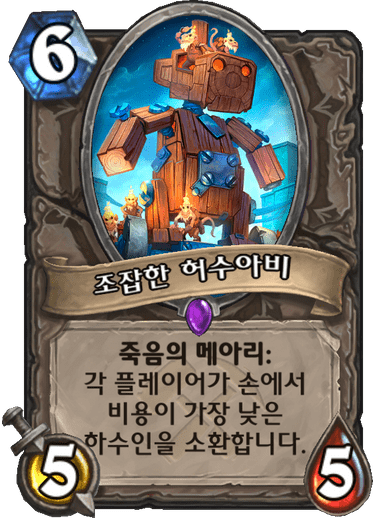 6
조잡한 허수아비
죽음의 메아리:
각 플레이어가 손에서
비용이 가장 낮은
하수인을 소환합니다.
5
5